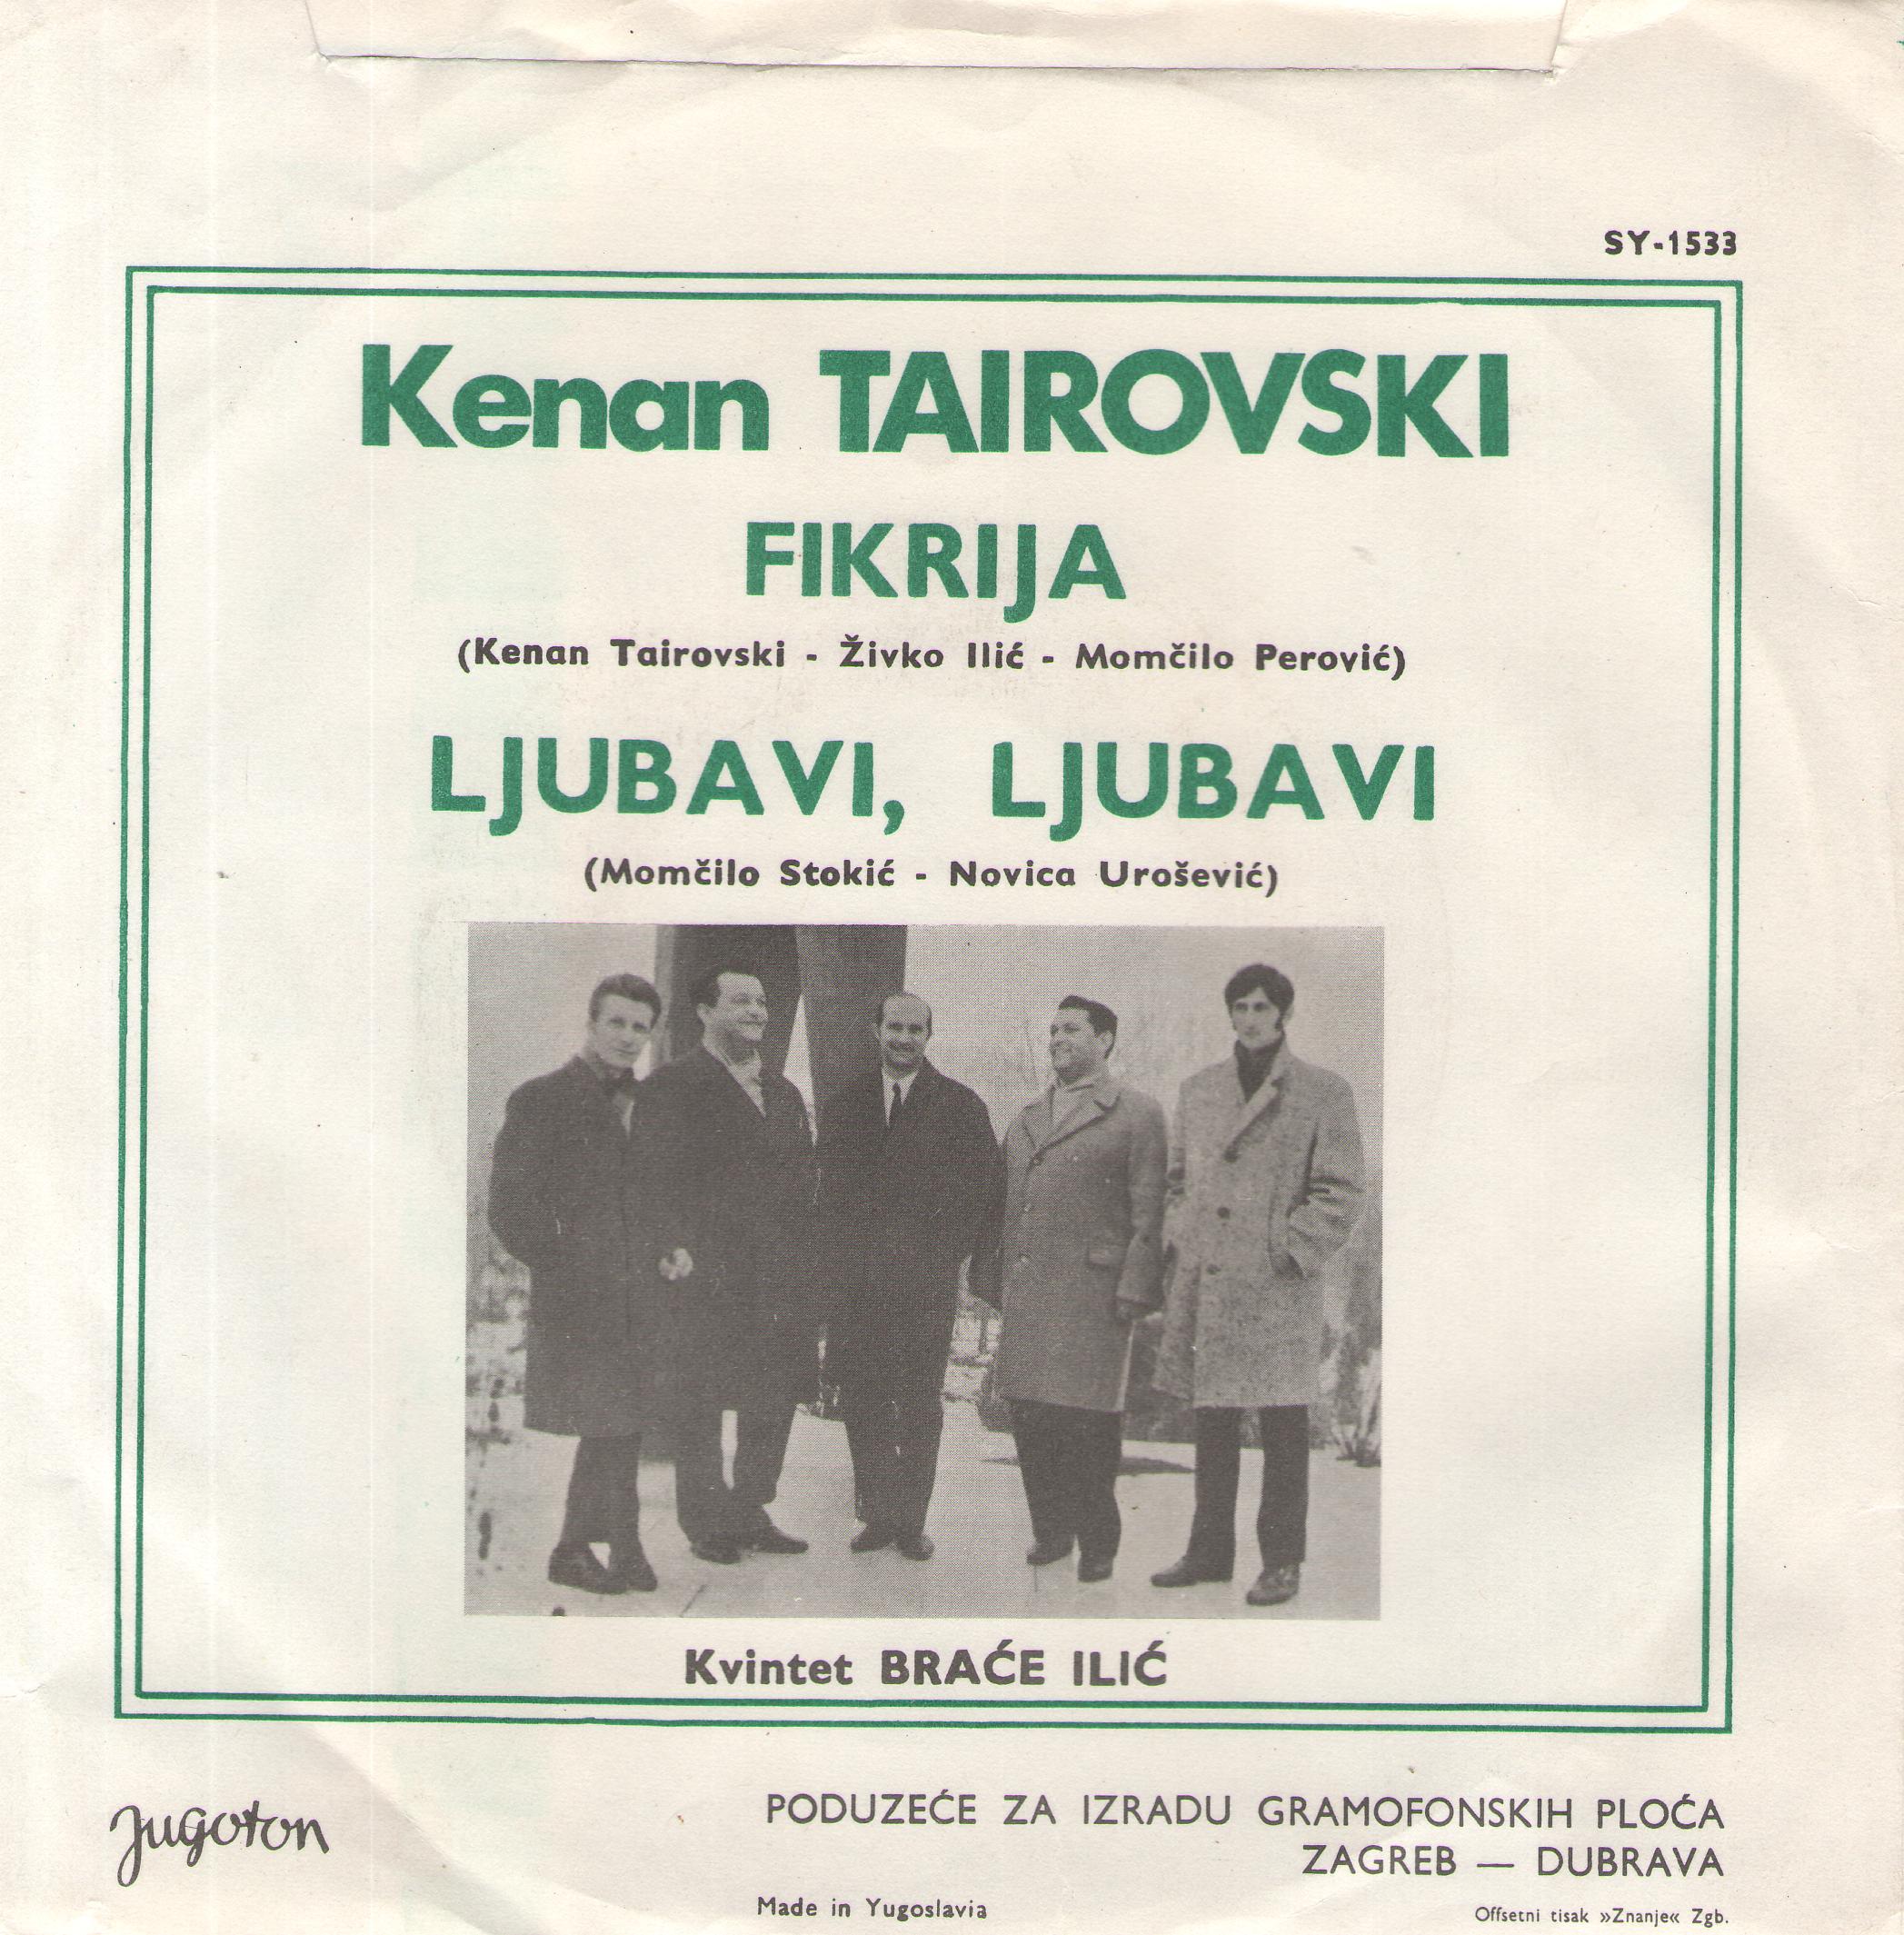 SY-1533
Kenan TAIROVSKI
FIKRIJA
(Kenan Tairovski - Živko Ilić - Momčilo Perović)
LJUBAVI, LJUBAVI
(Momčilo Stokić - Novica Urošević)
Kvintet BRAĆE ILIĆ
Jugoton
PODUZEĆE ZA IZRADU GRAMOFONSKIH PLOĆA
ZAGREB — DUBRAVA
Made in Yugoslavia
Offsetni tisak »Znanje« Zgb.